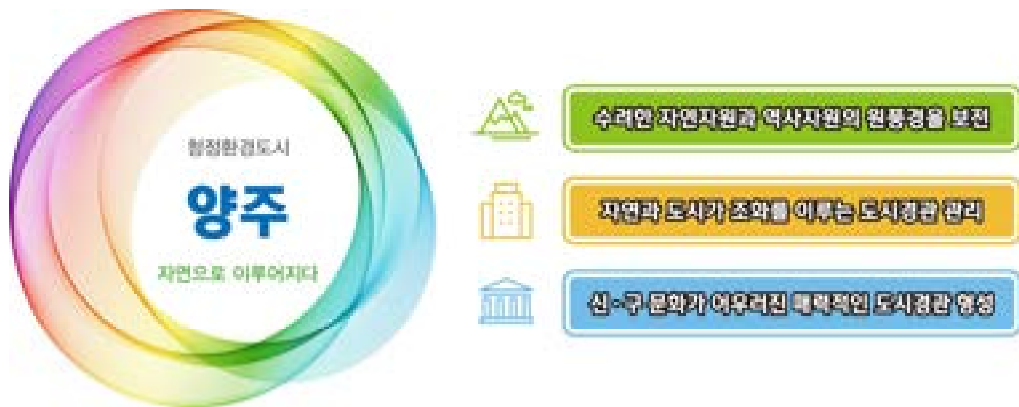 청정환경도시
양주
자연으로 이루어지다
수려한 자연자원과 역사자원의 원풍경을 보전
자연과 도시가 조화를 이루는 도시경관 관리
신·구 문화가 어우러진 매력적인 도시경관 형성